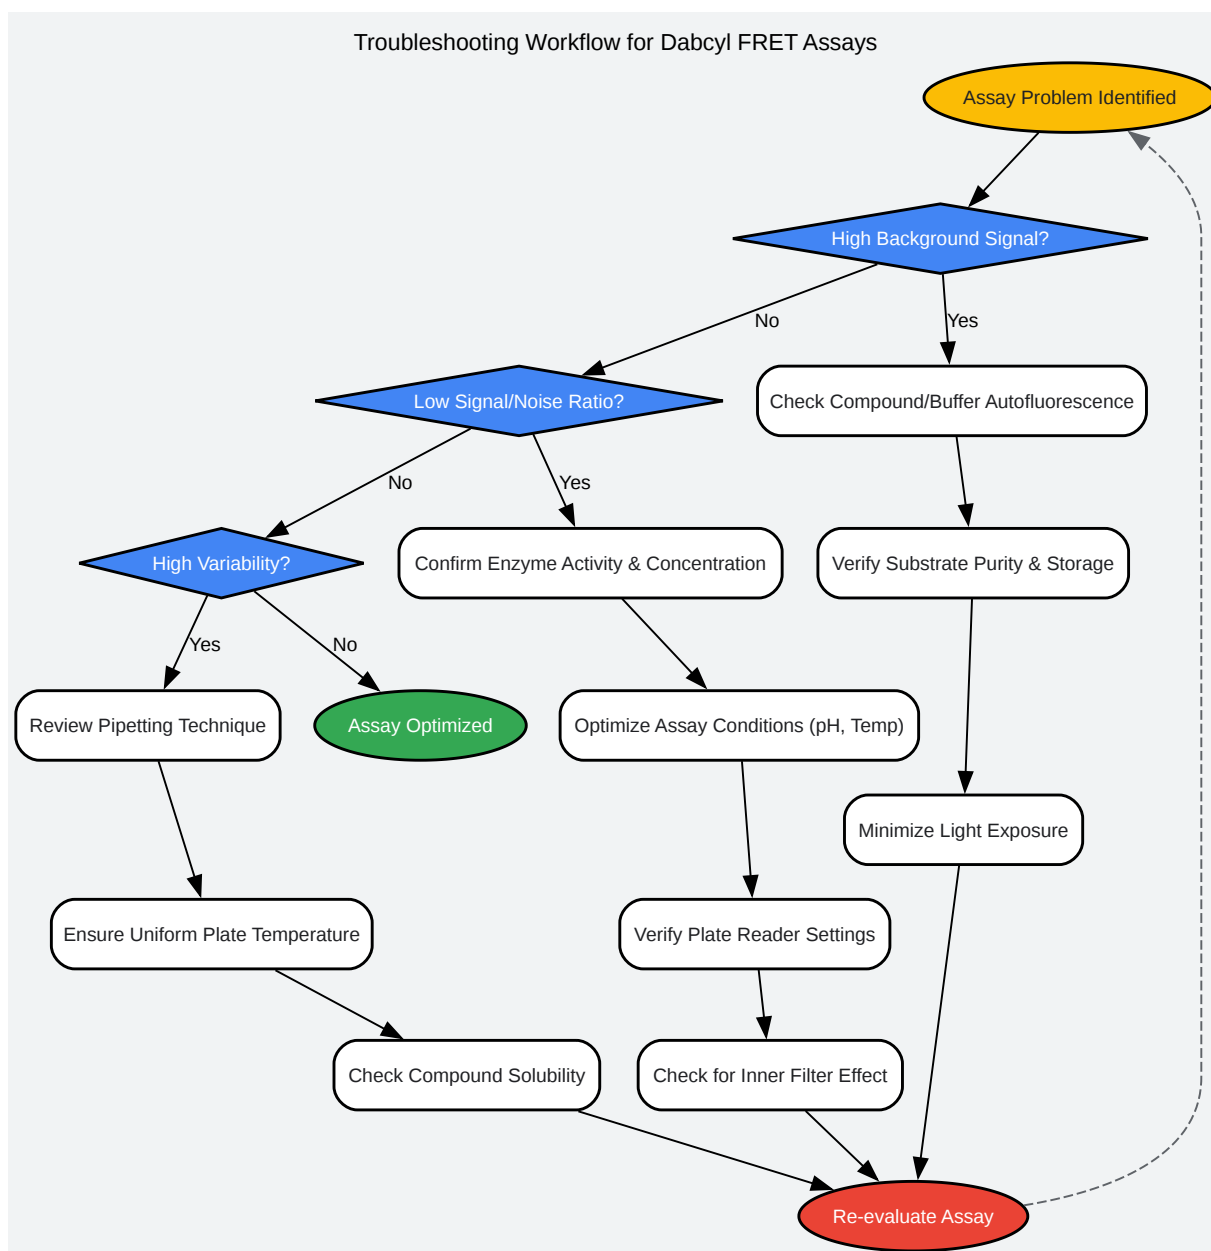 Troubleshooting Workflow for Dabcyl FRET Assays
Assay Problem Identified
High Background Signal?
No
Yes
Low Signal/Noise Ratio?
Check Compound/Buffer Autofluorescence
No
Yes
High Variability?
Confirm Enzyme Activity & Concentration
Verify Substrate Purity & Storage
Yes
No
Review Pipetting Technique
Assay Optimized
Optimize Assay Conditions (pH, Temp)
Minimize Light Exposure
Ensure Uniform Plate Temperature
Verify Plate Reader Settings
Check Compound Solubility
Check for Inner Filter Effect
Re-evaluate Assay